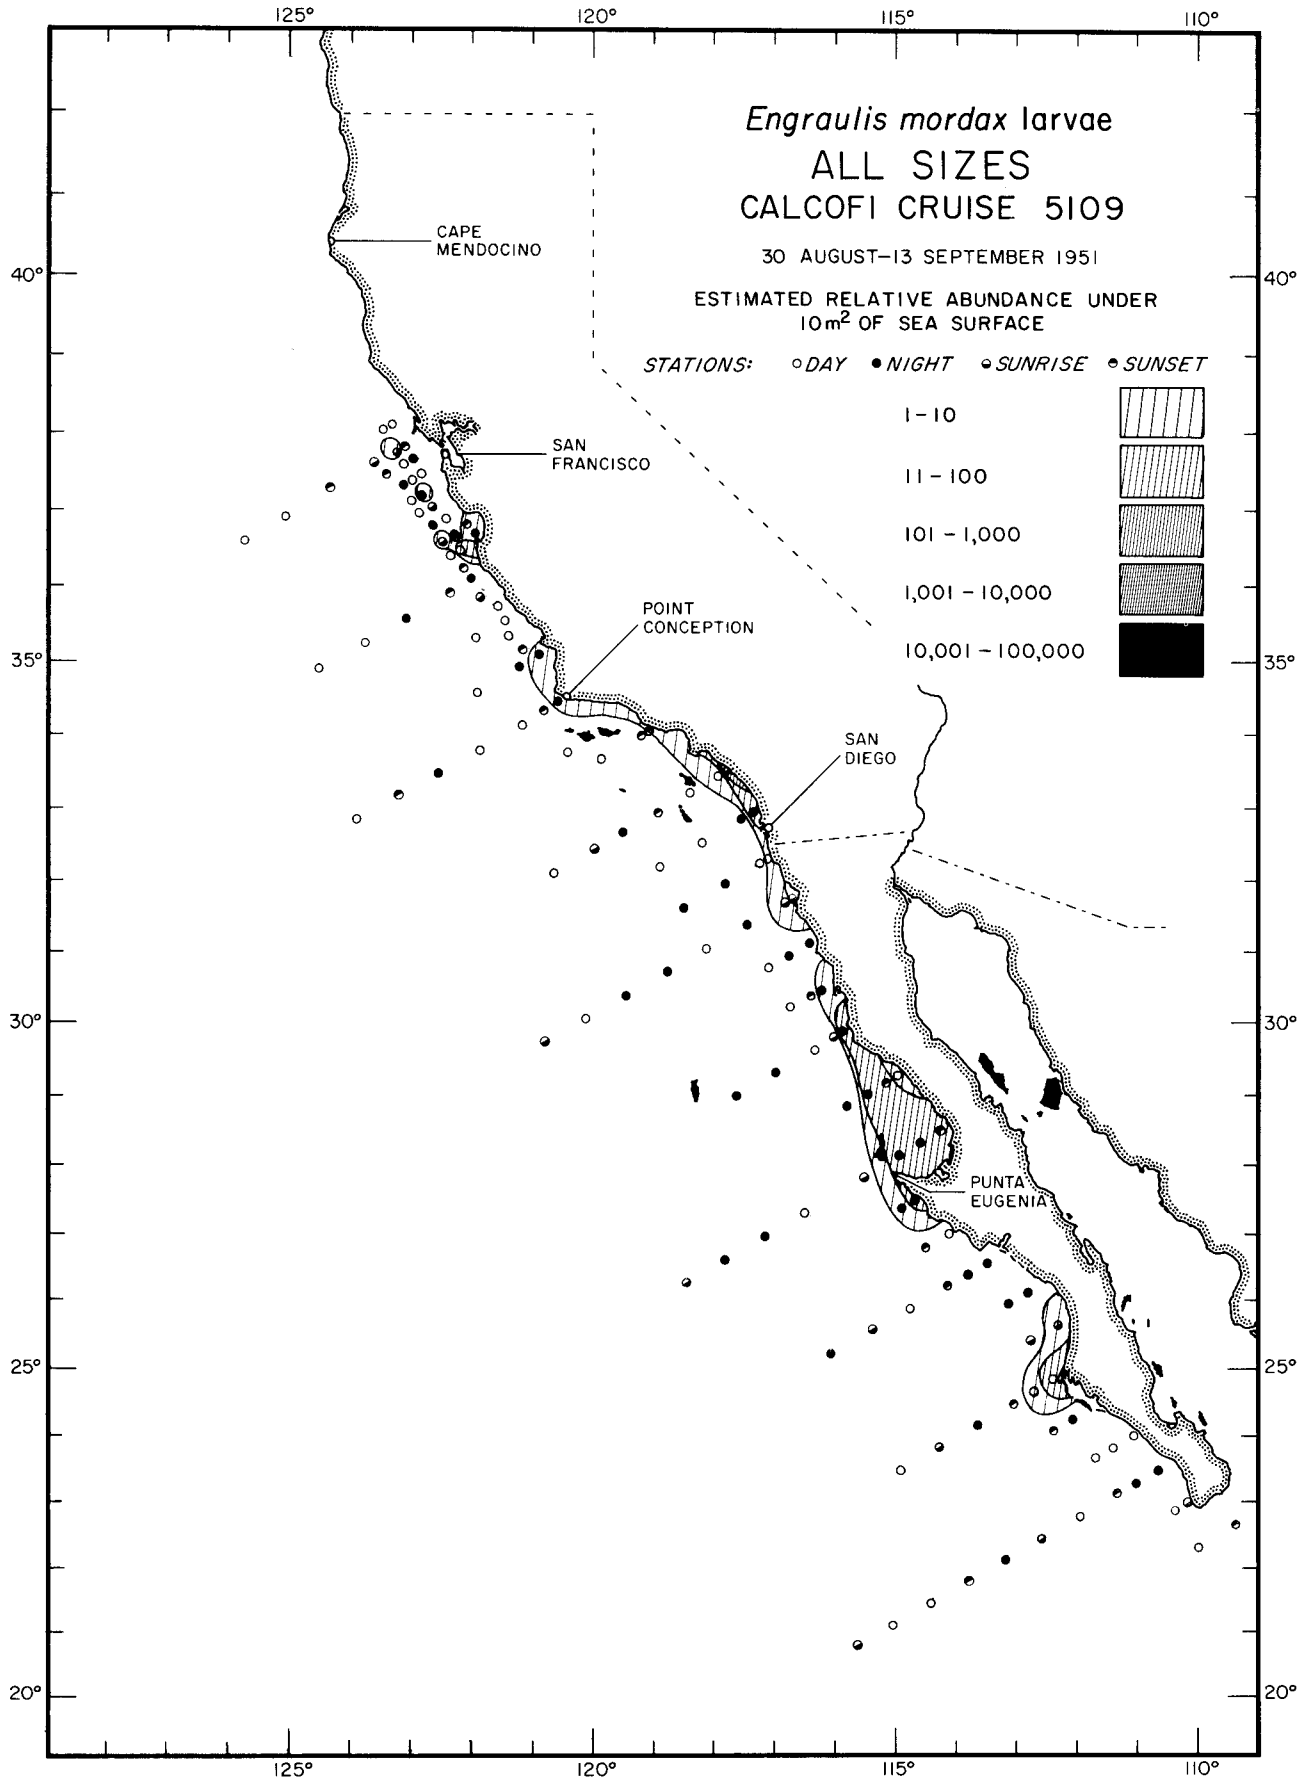 125° 120° 115° 110°
Engraulis mordax larvae
ALL SIZES
CALCOFI CRUISE 5109
30 AUGUST–13 SEPTEMBER 1951
ESTIMATED RELATIVE ABUNDANCE UNDER
10m² OF SEA SURFACE
STATIONS: DAY NIGHT SUNRISE SUNSET
1–10
11–100
101–1,000
1,001–10,000
10,001–100,000
CAPE
MENDOCINO
40° 40°
SAN
FRANCISCO
POINT
CONCEPTION
35° 35°
SAN
DIEGO
30° 30°
PUNTA
EUGENIA
25° 25°
20° 20°
125° 120° 115° 110°